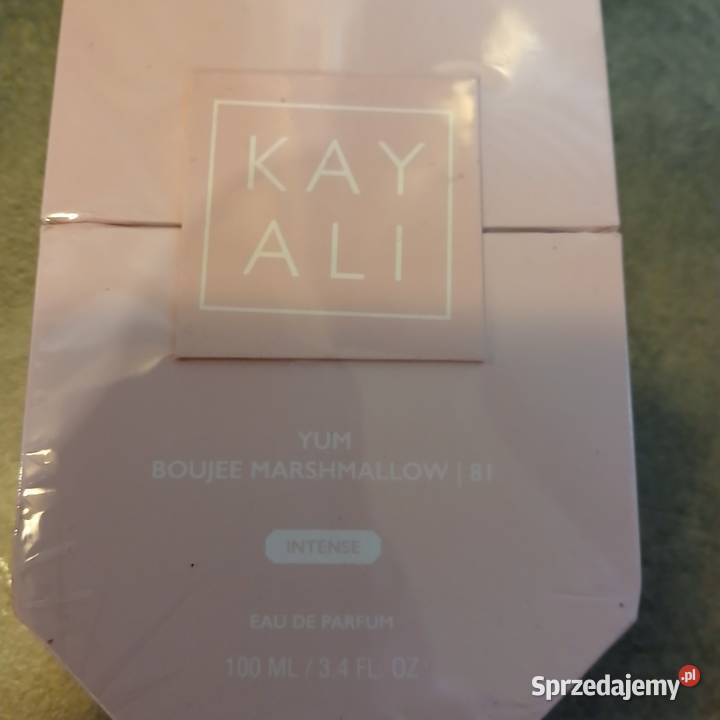 KAY
ALI
YUM
BOUJEE MARSHMALLOW | 81
INTENSE
EAU DE PARFUM
100 ML / 3.4 FL. OZ
Sprzedajemy.pl